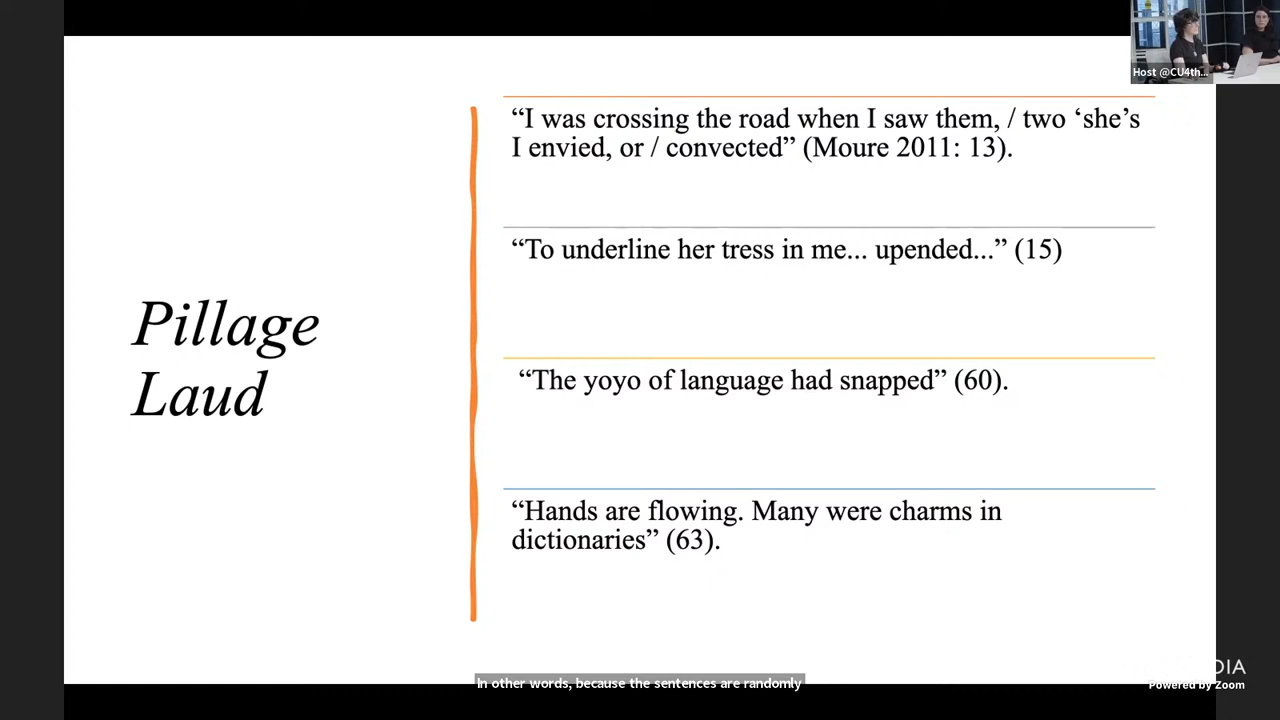 Host @CU4th...
“I was crossing the road when I saw them, / two ‘she’s
I envied, or / convected” (Moure 2011: 13).
“To underline her tress in me... upended...” (15)
Pillage
Laud
“The yoyo of language had snapped” (60).
“Hands are flowing. Many were charms in
dictionaries” (63).
In other words, because the sentences are randomly
DIA
Powered by Zoom